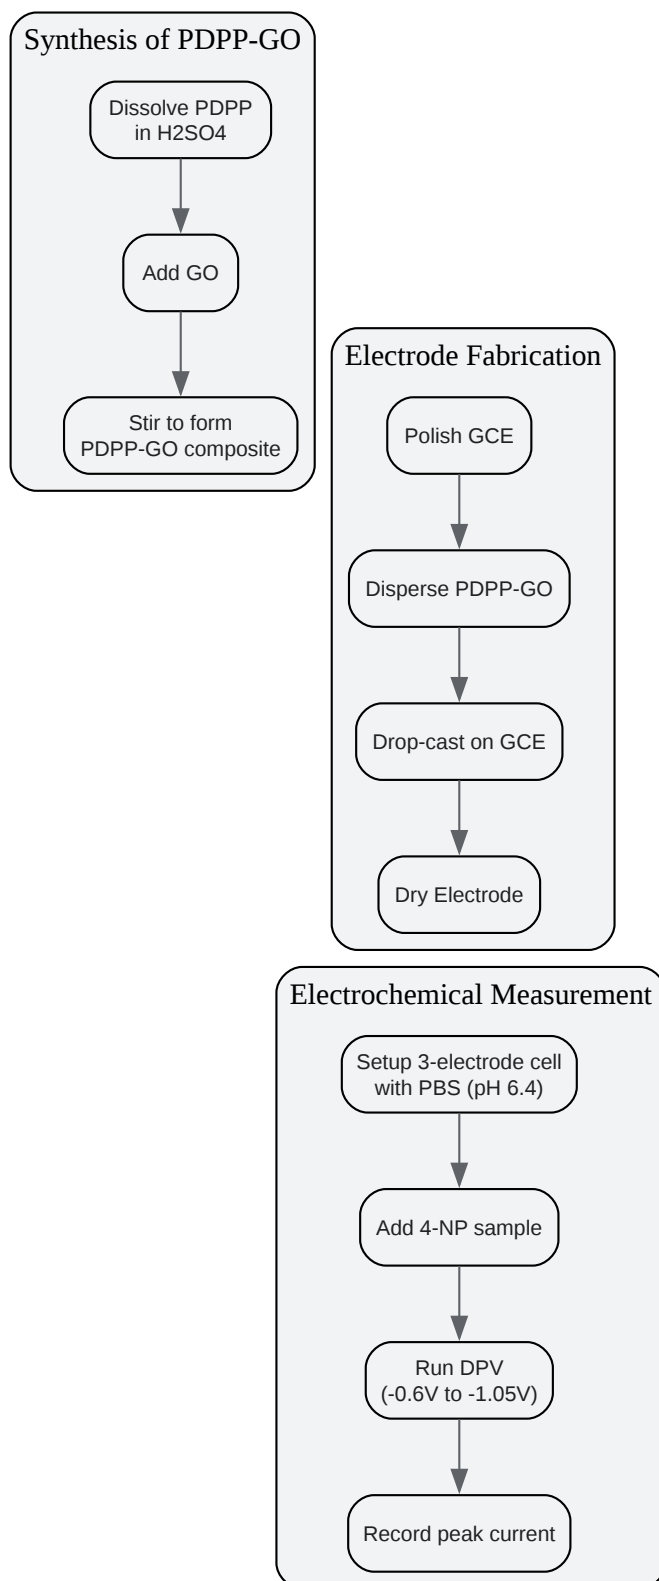 Synthesis of PDPP-GO
Dissolve PDPP
in H2SO4
Add GO
Stir to form
PDPP-GO composite
Electrode Fabrication
Polish GCE
Disperse PDPP-GO
Drop-cast on GCE
Dry Electrode
Electrochemical Measurement
Setup 3-electrode cell
with PBS (pH 6.4)
Add 4-NP sample
Run DPV
(-0.6V to -1.05V)
Record peak current